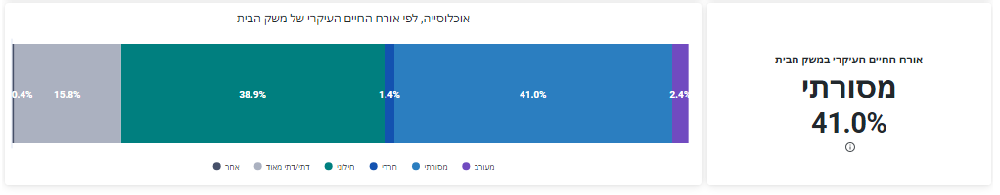 אוכלוסייה, לפי אורח החיים העיקרי של משק הבית
0.4% 15.8% 38.9% 1.4% 41.0% 2.4%
אחר דתי/דתי מאוד חילוני חרדי מסורתי מעורב
אורח החיים העיקרי במשק הבית
מסורתי
41.0%